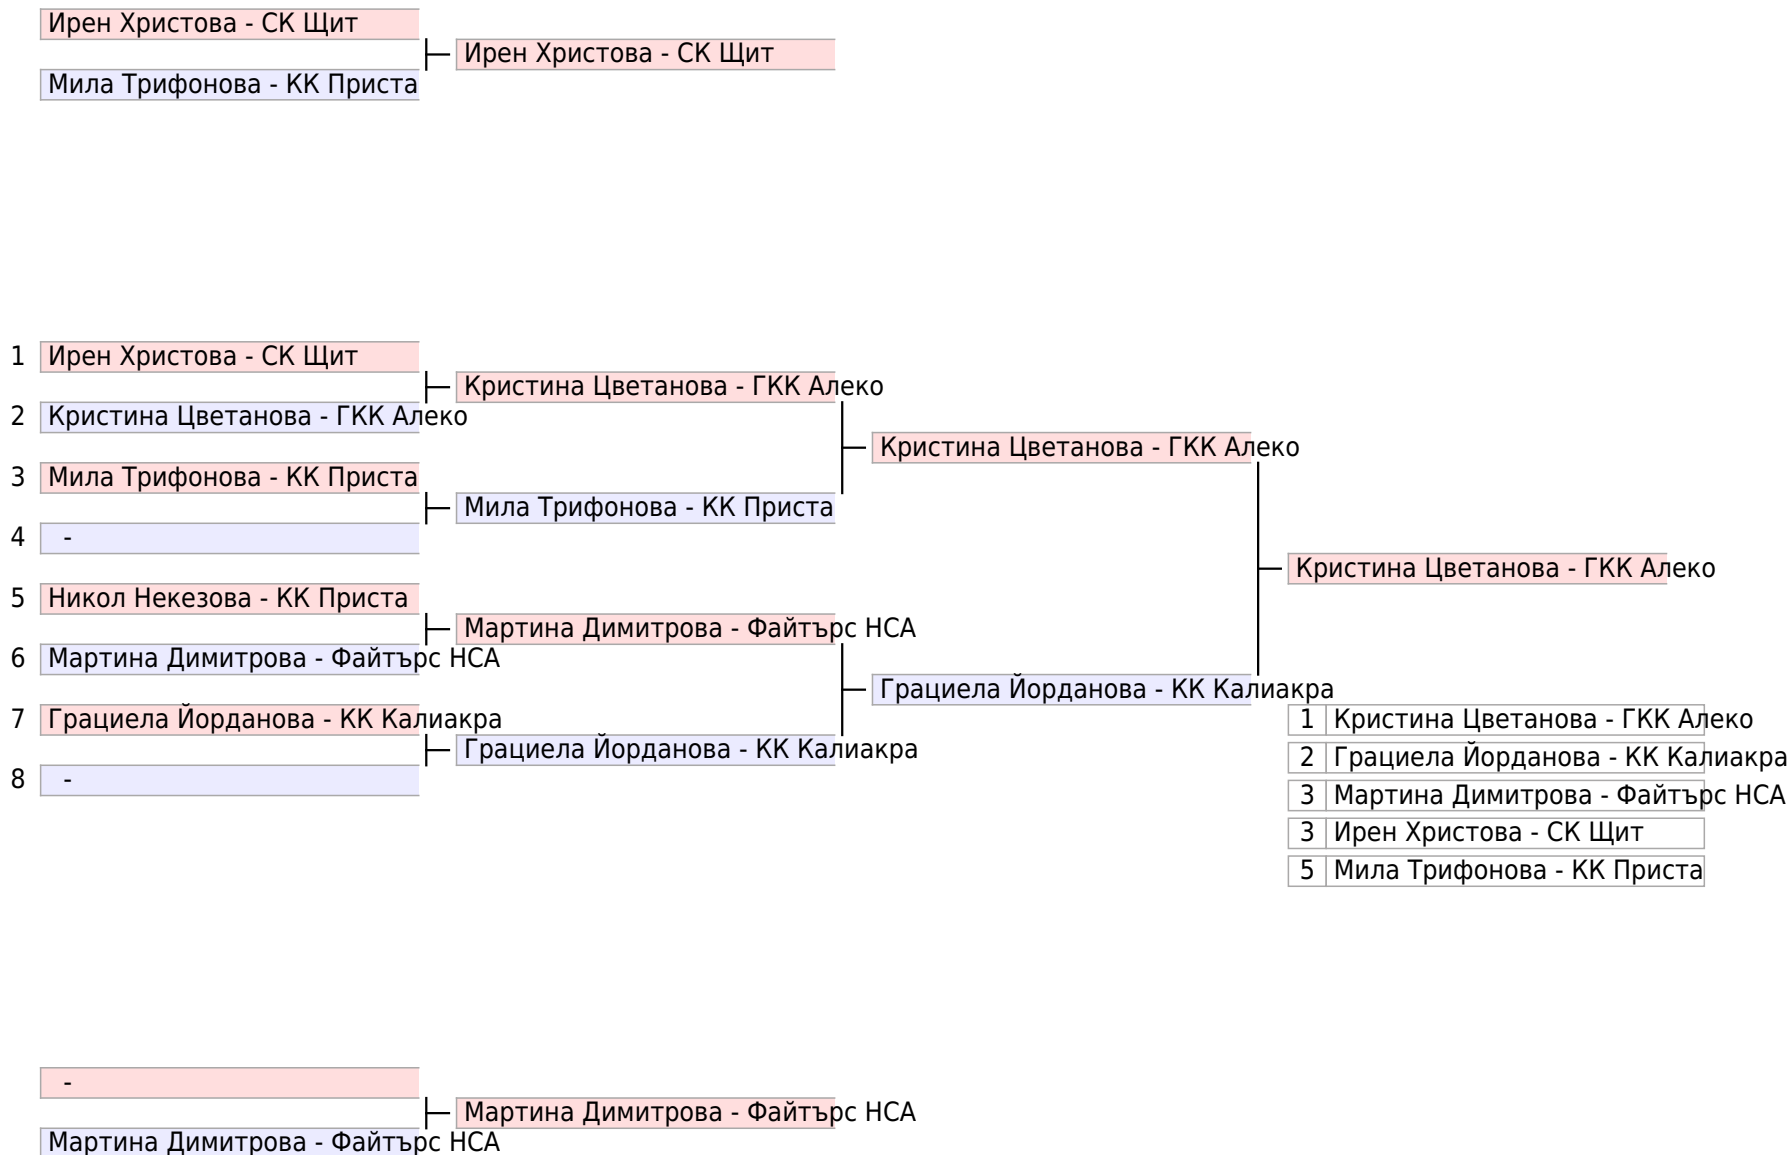 Ирен Христова - СК Щит
Ирен Христова - СК Щит
Мила Трифонова - КК Приста
1 Ирен Христова - СК Щит
Кристина Цветанова - ГКК Алеко
2 Кристина Цветанова - ГКК Алеко
Кристина Цветанова - ГКК Алеко
3 Мила Трифонова - КК Приста
Мила Трифонова - КК Приста
4 -
Кристина Цветанова - ГКК Алеко
5 Никол Некезова - КК Приста
Мартина Димитрова - Файтърс НСА
6 Мартина Димитрова - Файтърс НСА
Грациела Йорданова - КК Калиакра
7 Грациела Йорданова - КК Калиакра
Грациела Йорданова - КК Калиакра
8 -
1 Кристина Цветанова - ГКК Алеко
2 Грациела Йорданова - КК Калиакра
3 Мартина Димитрова - Файтърс НСА
3 Ирен Христова - СК Щит
5 Мила Трифонова - КК Приста
-
Мартина Димитрова - Файтърс НСА
Мартина Димитрова - Файтърс НСА